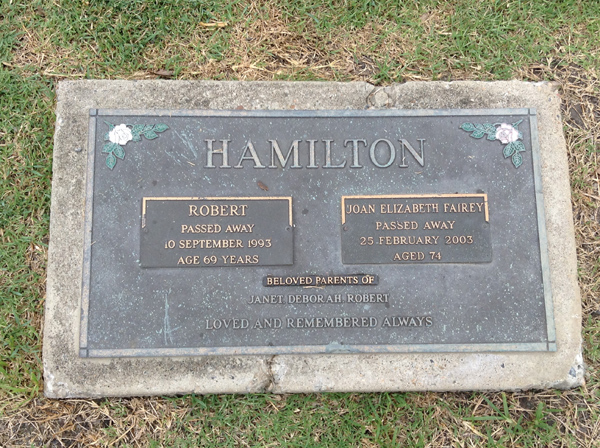 HAMILTON
ROBERT
PASSED AWAY
10 SEPTEMBER 1993
AGE 69 YEARS
JOAN ELIZABETH FAIREY
PASSED AWAY
25 FEBRUARY 2003
AGED 74
BELOVED PARENTS OF
JANET DEBORAH ROBERT
LOVED AND REMEMBERED ALWAYS